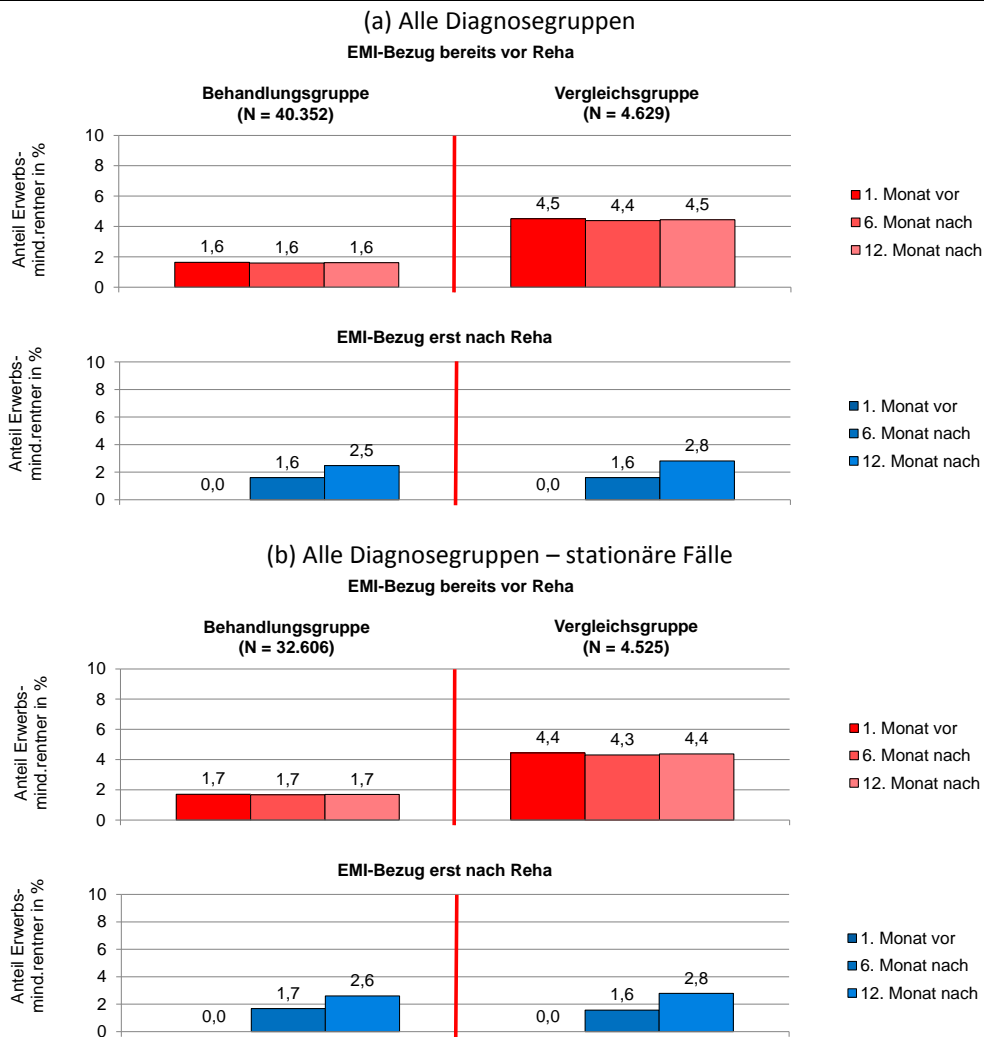 (a) Alle Diagnosegruppen
EMI-Bezug bereits vor Reha
Behandlungsgruppe
(N = 40.352)
Vergleichsgruppe
(N = 4.629)
Anteil Erwerbs-
mind.rentner in %
10
8
6
4
2
0
1,6
1,6
1,6
4,5
4,4
4,5
1. Monat vor
6. Monat nach
12. Monat nach
EMI-Bezug erst nach Reha
Anteil Erwerbs-
mind.rentner in %
10
8
6
4
2
0
0,0
1,6
2,5
0,0
1,6
2,8
1. Monat vor
6. Monat nach
12. Monat nach
(b) Alle Diagnosegruppen – stationäre Fälle
EMI-Bezug bereits vor Reha
Behandlungsgruppe
(N = 32.606)
Vergleichsgruppe
(N = 4.525)
Anteil Erwerbs-
mind.rentner in %
10
8
6
4
2
0
1,7
1,7
1,7
4,4
4,3
4,4
1. Monat vor
6. Monat nach
12. Monat nach
EMI-Bezug erst nach Reha
Anteil Erwerbs-
mind.rentner in %
10
8
6
4
2
0
0,0
1,7
2,6
0,0
1,6
2,8
1. Monat vor
6. Monat nach
12. Monat nach